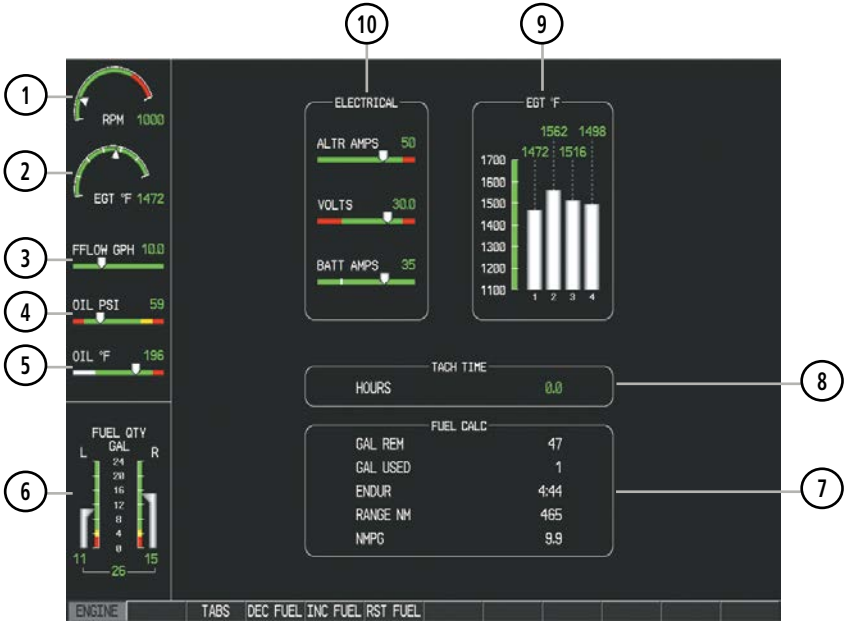 10
9
1
RPM 1000
2
EGT °F 1472
3
FFLOW GPH 10.0
4
OIL PSI 59
5
OIL °F 196
6
FUEL QTY
GAL
L R
24
20
16
12
8
4
0
11 15
26
ELECTRICAL
ALTR AMPS 50
VOLTS 30.0
BATT AMPS 35
EGT °F
1562 1498
1472 1516
1700
1600
1500
1400
1300
1200
1100
1 2 3 4
TACH TIME
HOURS 0.0
8
FUEL CALC
GAL REM 47
GAL USED 1
ENDUR 4:44
RANGE NM 465
NMPG 9.9
7
ENGINE TABS DEC FUEL INC FUEL RST FUEL